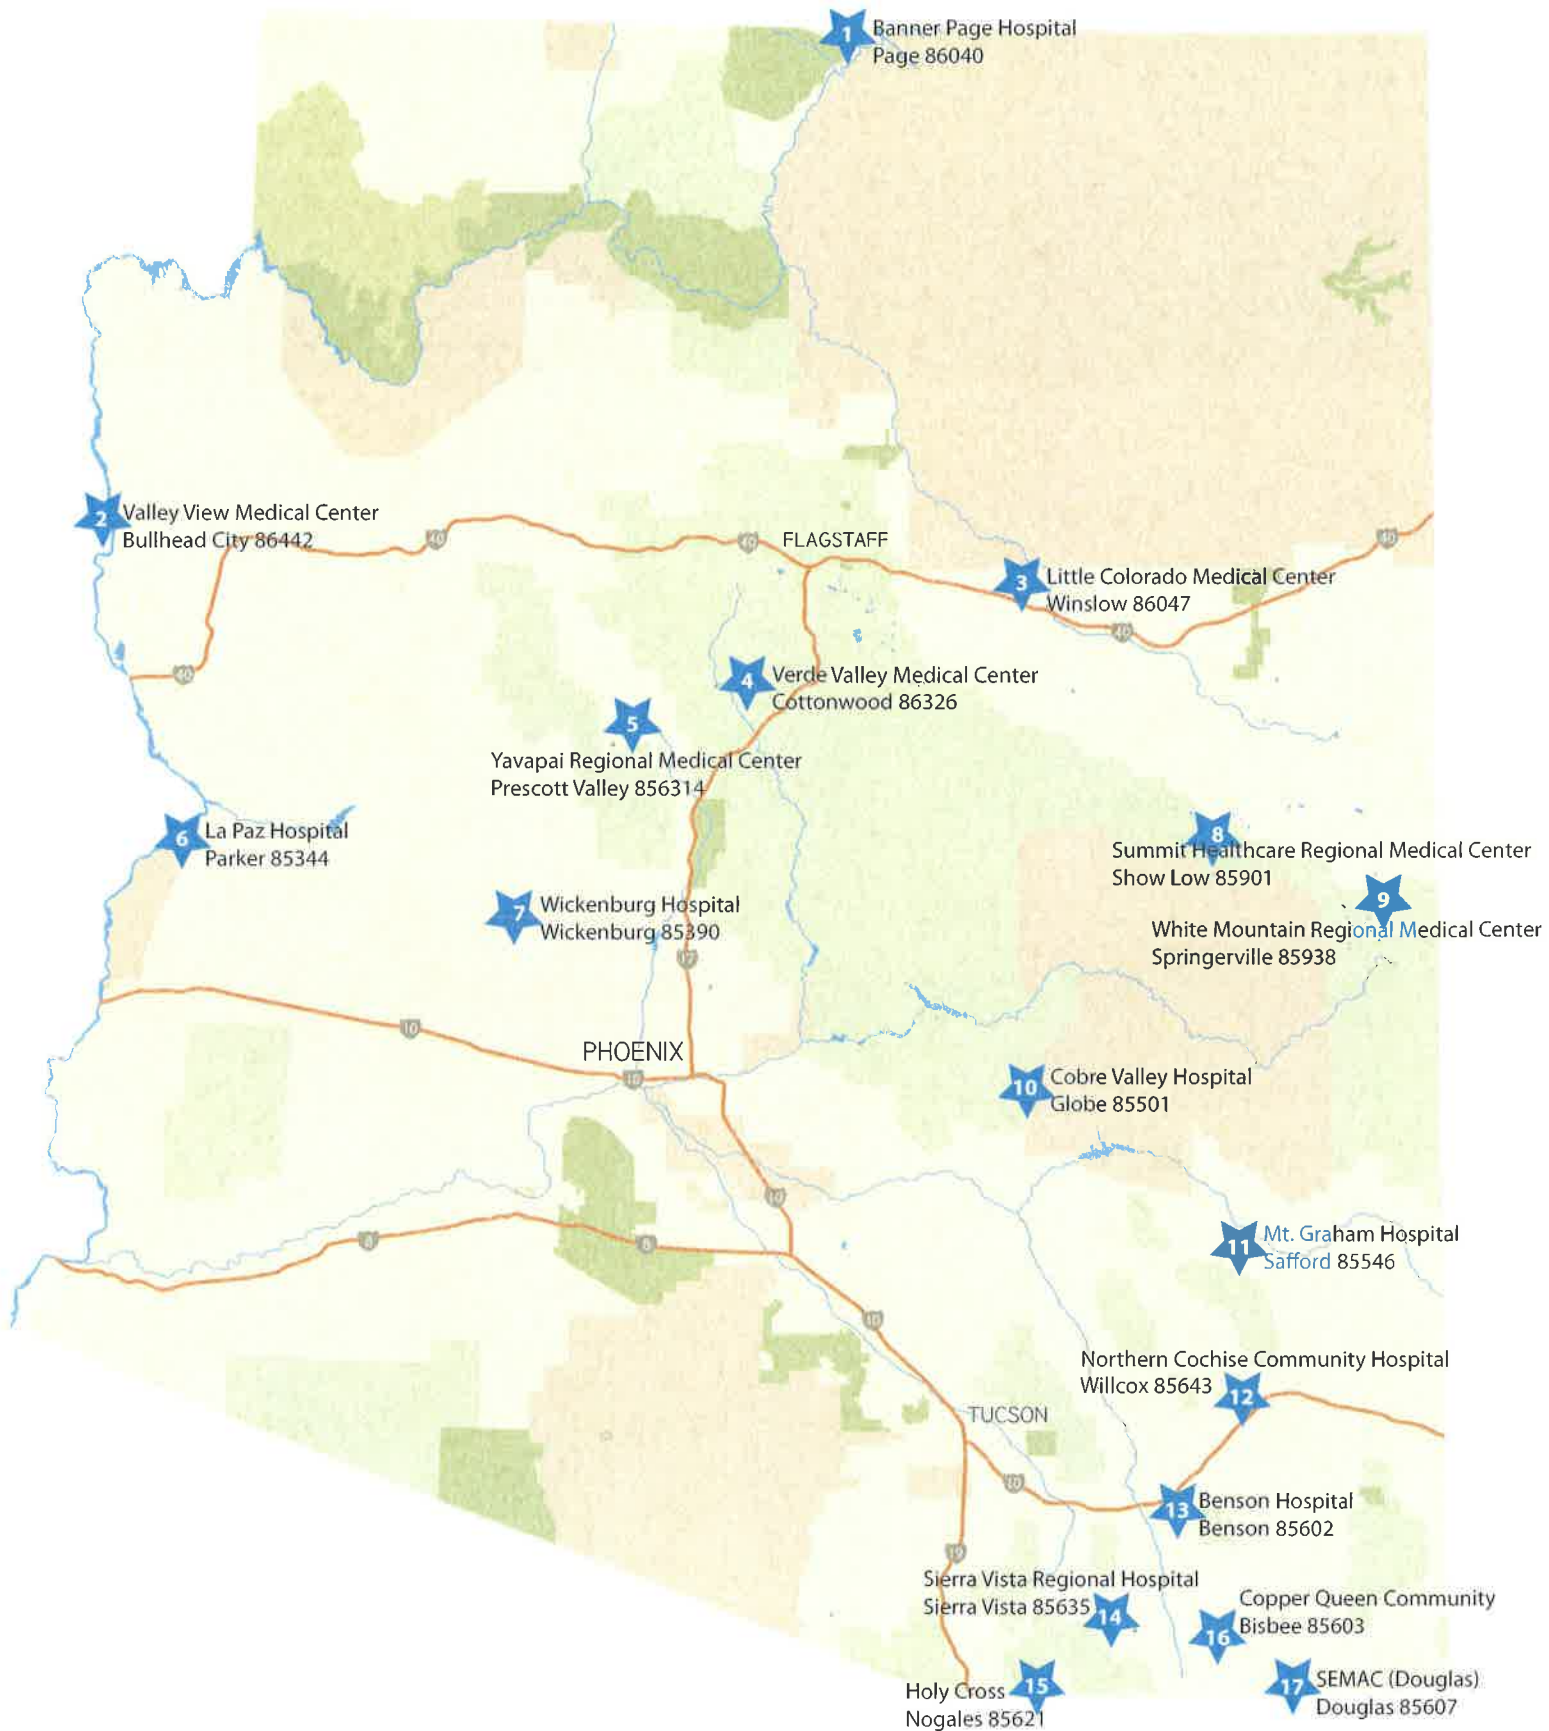 1 Banner Page Hospital
Page 86040
2 Valley View Medical Center
Bullhead City 86442
40
40
FLAGSTAFF
40
3 Little Colorado Medical Center
Winslow 86047
40
40
4 Verde Valley Medical Center
Cottonwood 86326
5
Yavapai Regional Medical Center
Prescott Valley 856314
6 La Paz Hospital
Parker 85344
8
Summit Healthcare Regional Medical Center
Show Low 85901
7 Wickenburg Hospital
Wickenburg 85390
9
White Mountain Regional Medical Center
Springerville 85938
17
10
PHOENIX
10
10 Cobre Valley Hospital
Globe 85501
10
8
8
11 Mt. Graham Hospital
Safford 85546
10
Northern Cochise Community Hospital
Willcox 85643
12
TUCSON
10
13 Benson Hospital
Benson 85602
19
Sierra Vista Regional Hospital
Sierra Vista 85635
14
16 Copper Queen Community
Bisbee 85603
Holy Cross
Nogales 85621
15
17 SEMAC (Douglas)
Douglas 85607